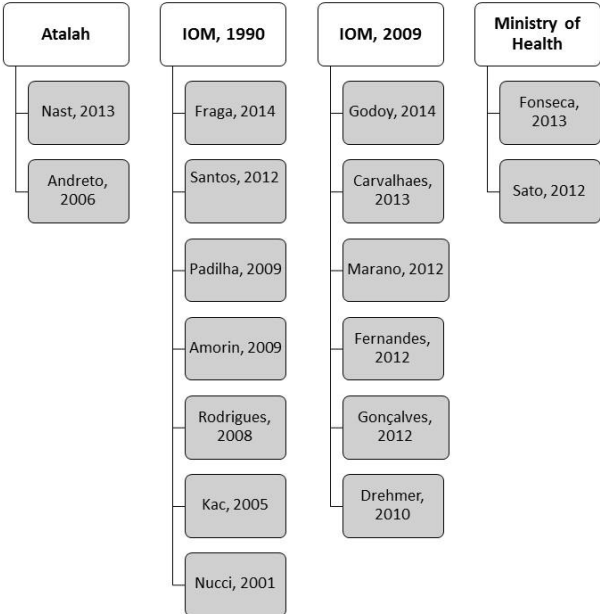 Atalah
Nast, 2013
Andreto,
2006
IOM, 1990
Fraga, 2014
Santos, 2012
Padilha, 2009
Amorin, 2009
Rodrigues,
2008
Kac, 2005
Nucci, 2001
IOM, 2009
Godoy, 2014
Carvalhaes,
2013
Marano, 2012
Fernandes,
2012
Gonçalves,
2012
Drehmer,
2010
Ministry of
Health
Fonseca,
2013
Sato, 2012